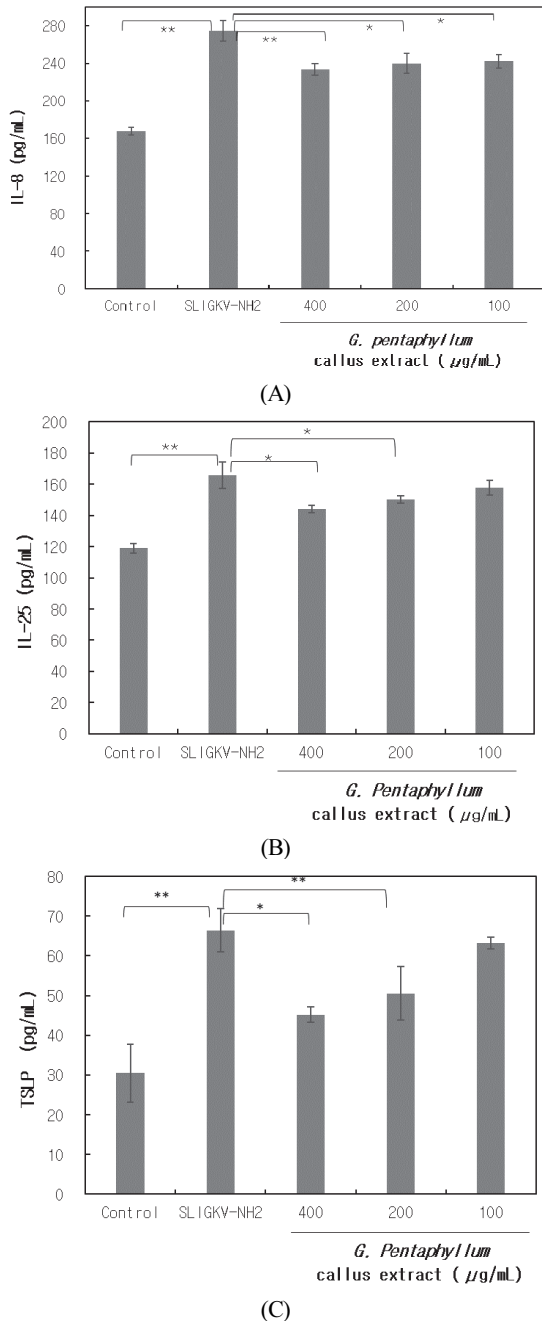 280
240
200
160
120
80
40
0
IL-8 (pg/mL)
** ** * *
Control SLIGKV-NH2 400 200 100
G. pentaphyllum
callus extract ( µg/mL)
(A)
200
180
160
140
120
100
80
60
40
20
0
IL-25 (pg/mL)
** * *
Control SLIGKV-NH2 400 200 100
G. Pentaphyllum
callus extract ( µg/mL)
(B)
80
70
60
50
40
30
20
10
0
TSLP (pg/mL)
** * **
Control SLIGKV-NH2 400 200 100
G. Pentaphyllum
callus extract ( µg/mL)
(C)